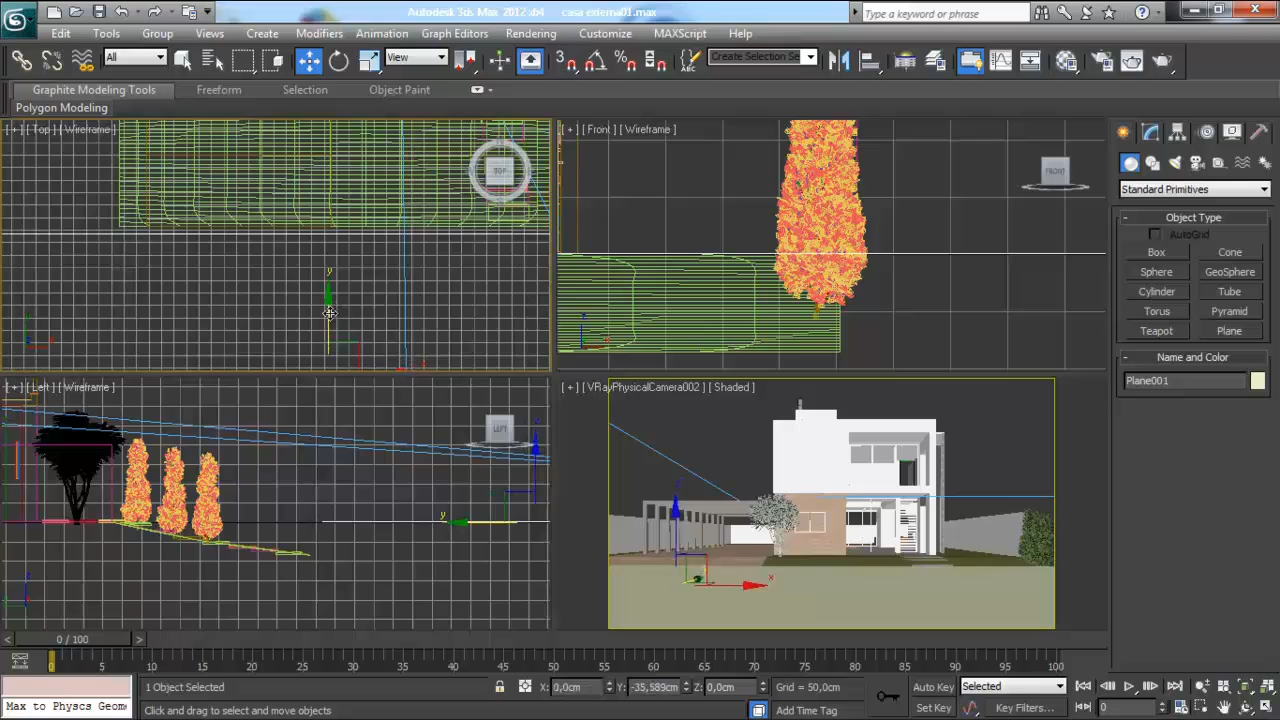 Autodesk 3ds Max 2012 x64 casa externa01.max
Type a keyword or phrase
Edit Tools Group Views Create Modifiers Animation Graph Editors Rendering Customize MAXScript Help
All View Create Selection Se
Graphite Modeling Tools Freeform Selection Object Paint
Polygon Modeling
[ + ] [ Top ] [ Wireframe ]
TOP
y
[ + ] [ Front ] [ Wireframe ]
FRONT
[ + ] [ Left ] [ Wireframe ]
LEFT
y
[ + ] [ VRayPhysicalCamera002 ] [ Shaded ]
z
x
Standard Primitives
Object Type
AutoGrid
Box Cone
Sphere GeoSphere
Cylinder Tube
Torus Pyramid
Teapot Plane
Name and Color
Plane001
0 / 100
0 5 10 15 20 25 30 35 40 45 50 55 60 65 70 75 80 85 90 95 100
1 Object Selected X: 0,0cm Y: -35,589cm Z: 0,0cm Grid = 50,0cm Auto Key Selected
Max to Physcs Geome Click and drag to select and move objects Add Time Tag Set Key Key Filters... 0